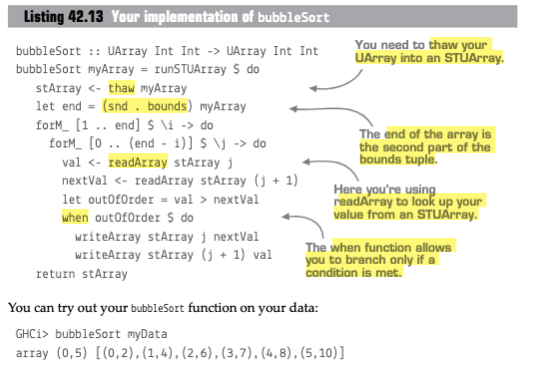 Listing 42.13 Your implementation of bubbleSort
bubbleSort :: UArray Int Int -> UArray Int Int
bubbleSort myArray = runSTUArray $ do
stArray <- thaw myArray
let end = (snd . bounds) myArray
forM_ [1 .. end] $ \i -> do
forM_ [0 .. (end - i)] $ \j -> do
val <- readArray stArray j
nextVal <- readArray stArray (j + 1)
let outOfOrder = val > nextVal
when outOfOrder $ do
writeArray stArray j nextVal
writeArray stArray (j + 1) val
return stArray
You need to thaw your
UArray into an STUArray.
The end of the array is
the second part of the
bounds tuple.
Here you're using
readArray to look up your
value from an STUArray.
The when function allows
you to branch only if a
condition is met.
You can try out your bubbleSort function on your data:
GHCi> bubbleSort myData
array (0,5) [(0,2),(1,4),(2,6),(3,7),(4,8),(5,10)]